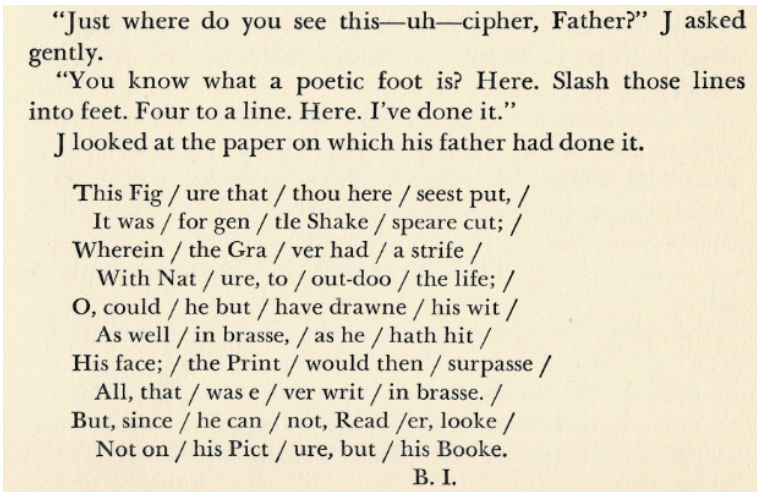 “Just where do you see this—uh—cipher, Father?” J asked
gently.
“You know what a poetic foot is? Here. Slash those lines
into feet. Four to a line. Here. I’ve done it.”
J looked at the paper on which his father had done it.
This Fig / ure that / thou here / seest put, /
It was / for gen / tle Shake / speare cut; /
Wherein / the Gra / ver had / a strife /
With Nat / ure, to / out-doo / the life; /
O, could / he but / have drawne / his wit /
As well / in brasse, / as he / hath hit /
His face; / the Print / would then / surpasse /
All, that / was e / ver writ / in brasse. /
But, since / he can / not, Read /er, looke /
Not on / his Pict / ure, but / his Booke.
B. I.